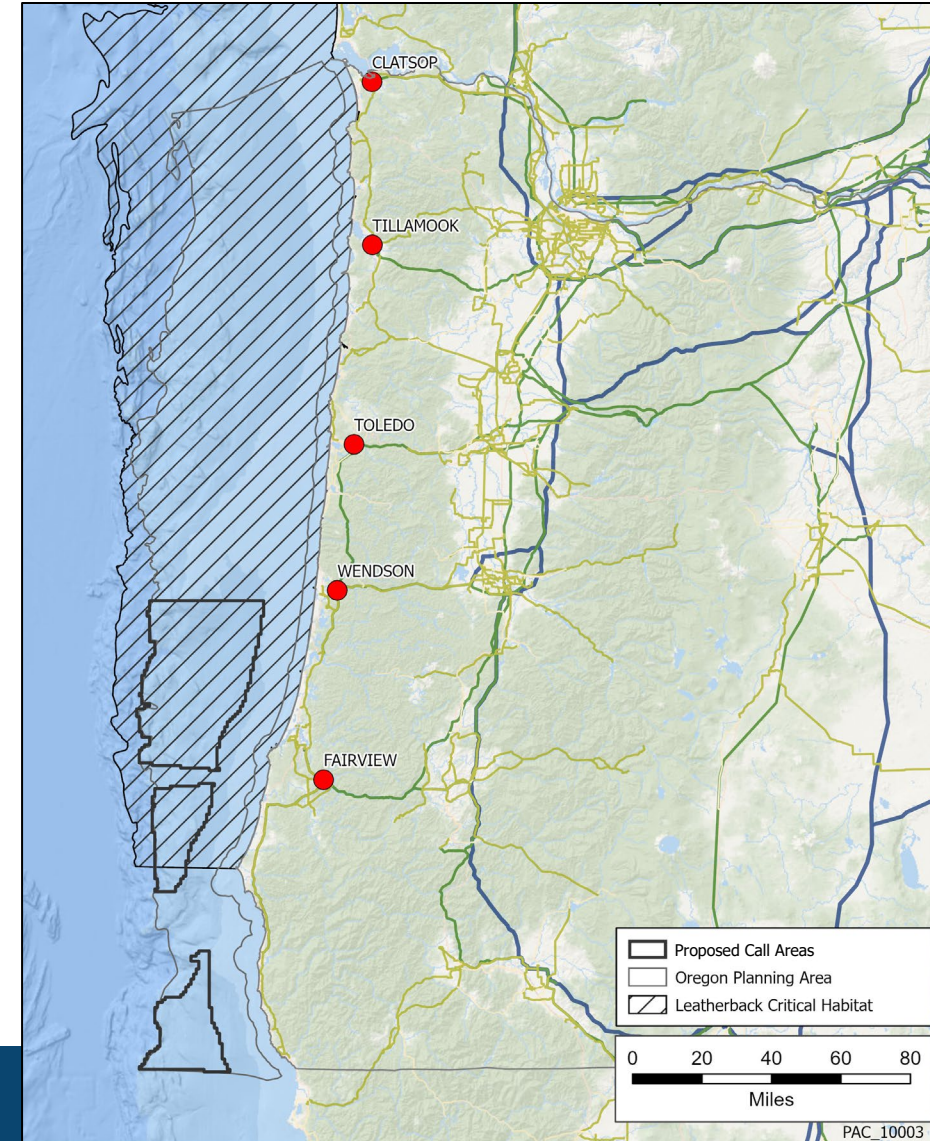 CLATSOP
TILLAMOOK
TOLEDO
WENDSON
FAIRVIEW
Proposed Call Areas
Oregon Planning Area
Leatherback Critical Habitat
0 20 40 60 80
Miles
PAC_10003